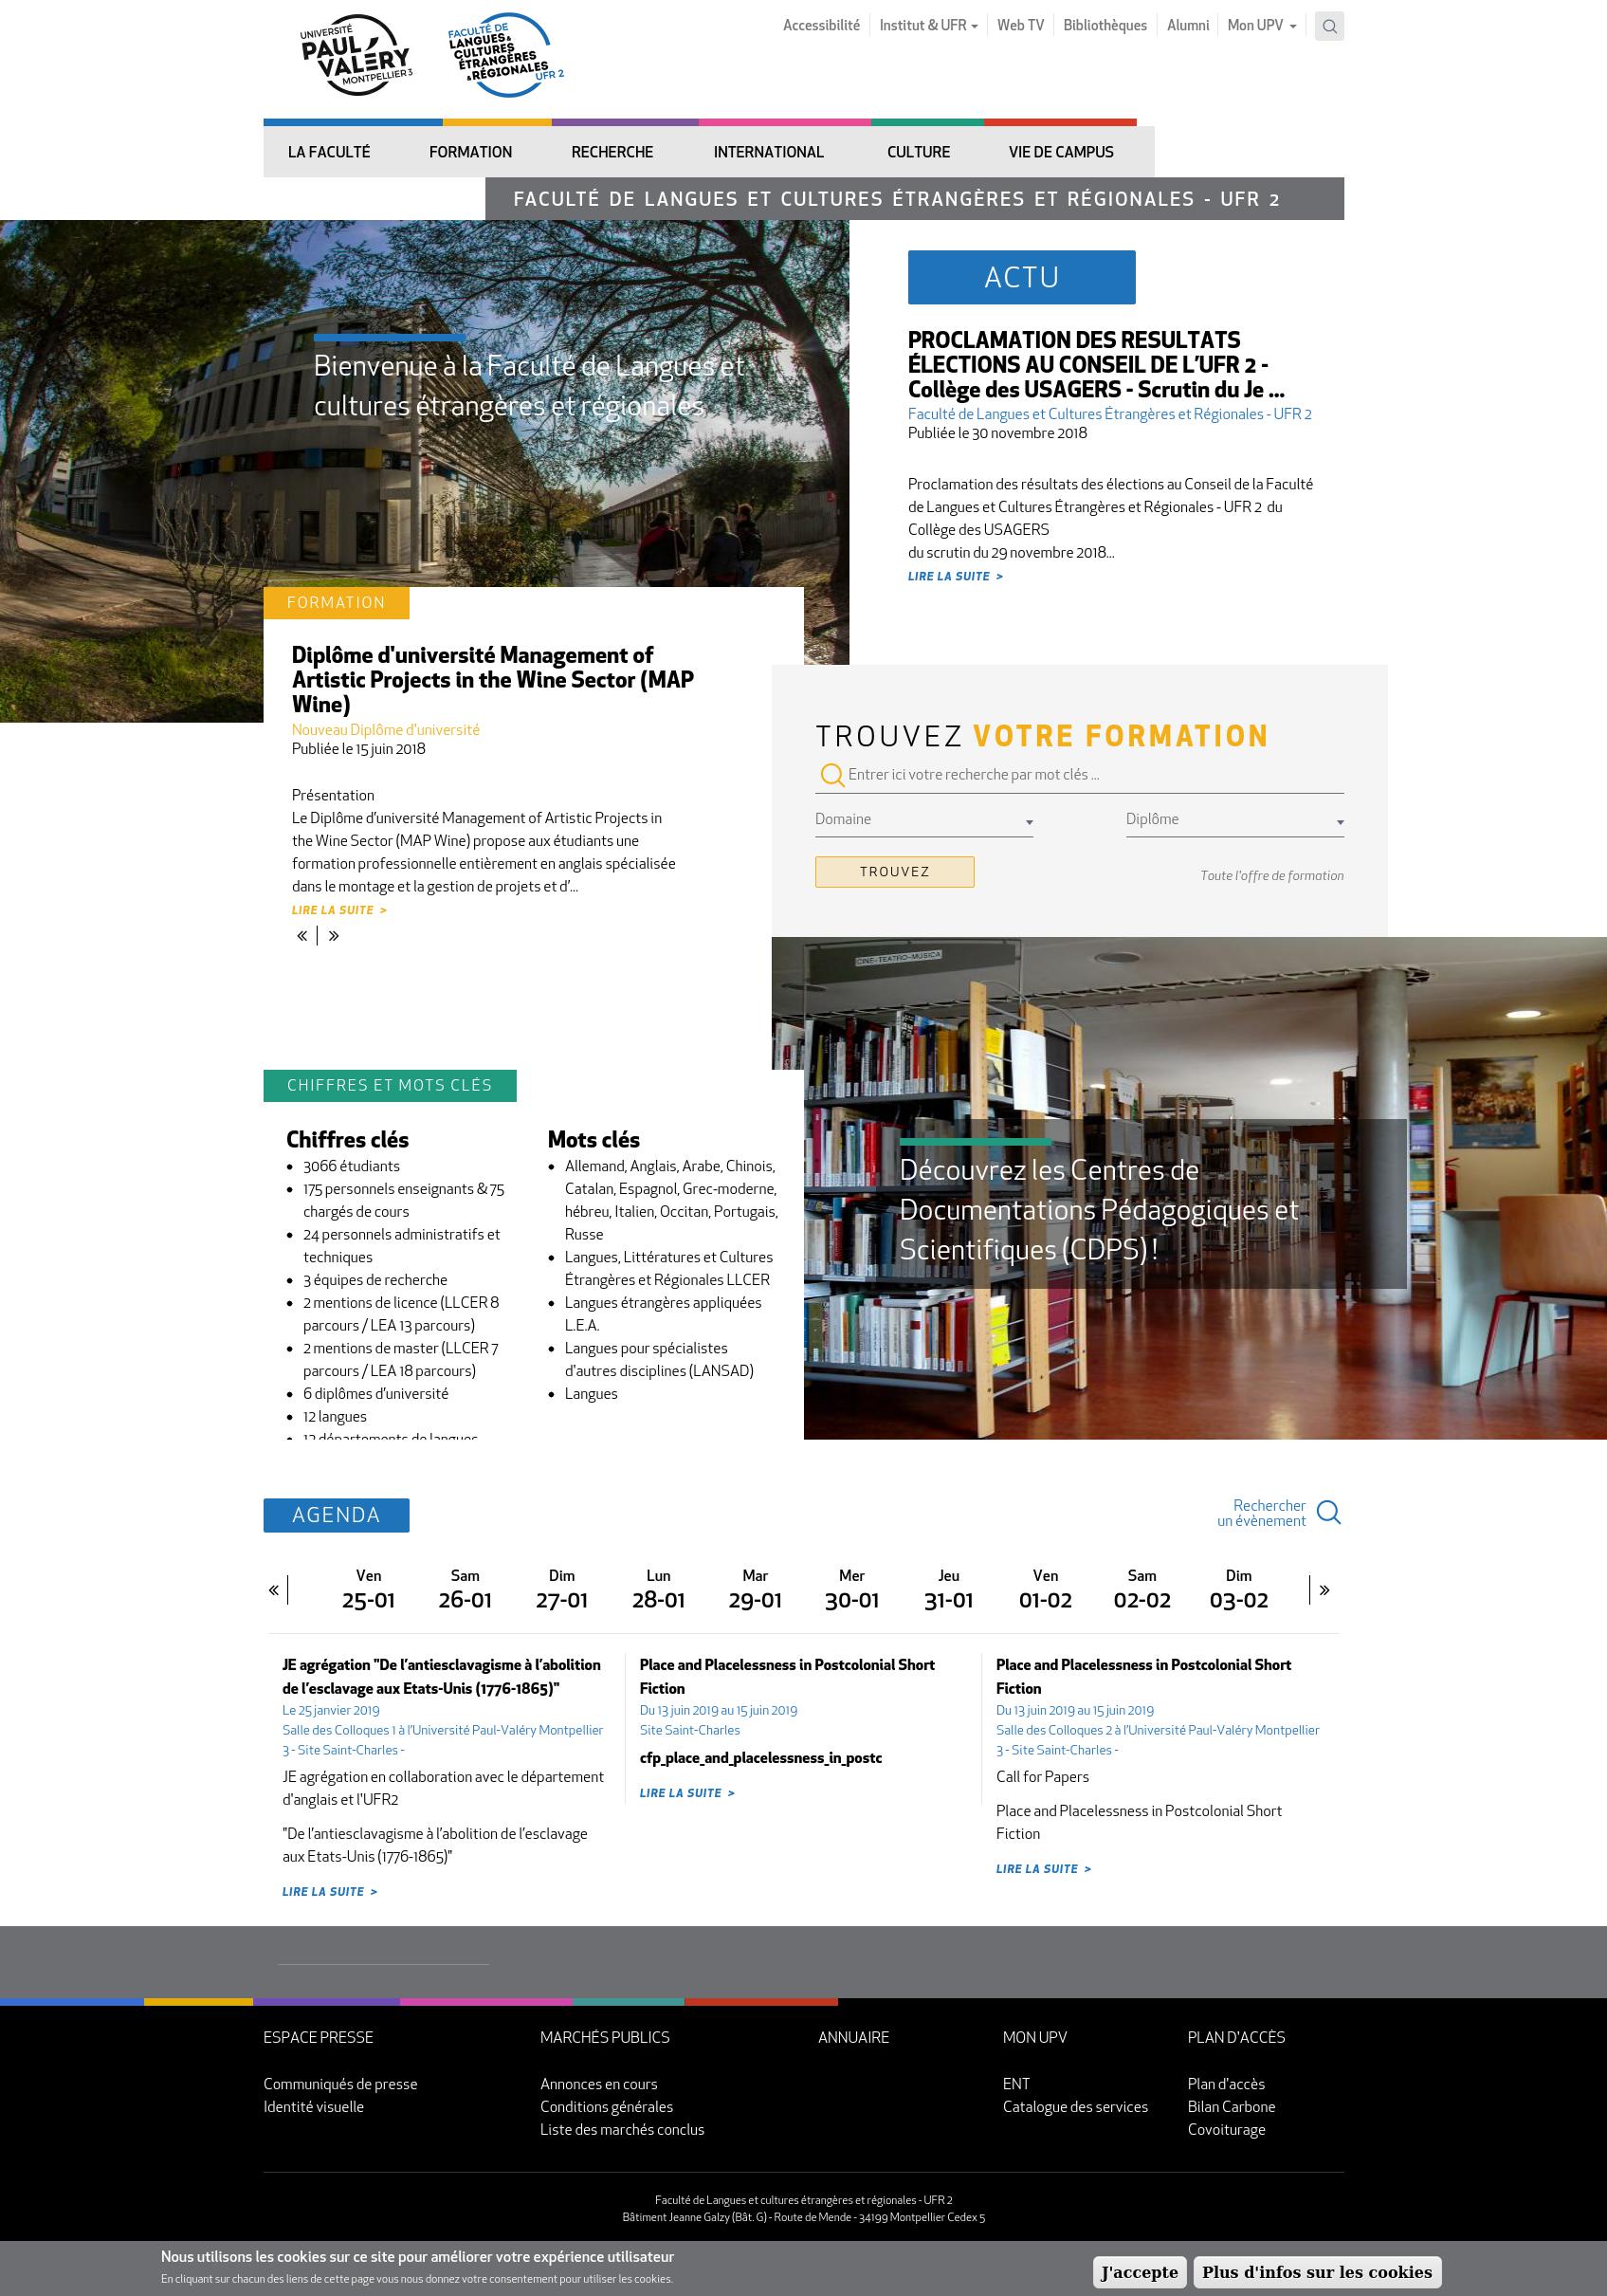 UNIVERSITÉ
PAUL
VALÉRY
MONTPELLIER 3
FACULTÉ DE
LANGUES &
CULTURES
ÉTRANGÈRES
& RÉGIONALES
UFR 2
Accessibilité
Institut & UFR
Web TV
Bibliothèques
Alumni
Mon UPV
LA FACULTÉ
FORMATION
RECHERCHE
INTERNATIONAL
CULTURE
VIE DE CAMPUS
FACULTÉ DE LANGUES ET CULTURES ÉTRANGÈRES ET RÉGIONALES - UFR 2
Bienvenue à la Faculté de Langues et
cultures étrangères et régionales
ACTU
PROCLAMATION DES RESULTATS
ÉLECTIONS AU CONSEIL DE L’UFR 2 -
Collège des USAGERS - Scrutin du Je ...
Faculté de Langues et Cultures Étrangères et Régionales - UFR 2
Publiée le 30 novembre 2018
Proclamation des résultats des élections au Conseil de la Faculté
de Langues et Cultures Étrangères et Régionales - UFR 2 du
Collège des USAGERS
du scrutin du 29 novembre 2018...
LIRE LA SUITE >
FORMATION
Diplôme d'université Management of
Artistic Projects in the Wine Sector (MAP
Wine)
Nouveau Diplôme d'université
Publiée le 15 juin 2018
Présentation
Le Diplôme d’université Management of Artistic Projects in
the Wine Sector (MAP Wine) propose aux étudiants une
formation professionnelle entièrement en anglais spécialisée
dans le montage et la gestion de projets et d’...
LIRE LA SUITE >
TROUVEZ VOTRE FORMATION
Entrer ici votre recherche par mot clés ...
Domaine
Diplôme
TROUVEZ
Toute l'offre de formation
CINE-TEATRO-MUSICA
CHIFFRES ET MOTS CLÉS
Chiffres clés
3066 étudiants
175 personnels enseignants & 75
chargés de cours
24 personnels administratifs et
techniques
3 équipes de recherche
2 mentions de licence (LLCER 8
parcours / LEA 13 parcours)
2 mentions de master (LLCER 7
parcours / LEA 18 parcours)
6 diplômes d’université
12 langues
12 départements de langues
Mots clés
Allemand, Anglais, Arabe, Chinois,
Catalan, Espagnol, Grec-moderne,
hébreu, Italien, Occitan, Portugais,
Russe
Langues, Littératures et Cultures
Étrangères et Régionales LLCER
Langues étrangères appliquées
L.E.A.
Langues pour spécialistes
d'autres disciplines (LANSAD)
Langues
Découvrez les Centres de
Documentations Pédagogiques et
Scientifiques (CDPS) !
AGENDA
Rechercher
un évènement
Ven
25-01
Sam
26-01
Dim
27-01
Lun
28-01
Mar
29-01
Mer
30-01
Jeu
31-01
Ven
01-02
Sam
02-02
Dim
03-02
JE agrégation "De l’antiesclavagisme à l’abolition
de l’esclavage aux Etats-Unis (1776-1865)"
Le 25 janvier 2019
Salle des Colloques 1 à l’Université Paul-Valéry Montpellier
3 - Site Saint-Charles -
JE agrégation en collaboration avec le département
d'anglais et l'UFR2
"De l’antiesclavagisme à l’abolition de l’esclavage
aux Etats-Unis (1776-1865)"
LIRE LA SUITE >
Place and Placelessness in Postcolonial Short
Fiction
Du 13 juin 2019 au 15 juin 2019
Site Saint-Charles
cfp_place_and_placelessness_in_postc
LIRE LA SUITE >
Place and Placelessness in Postcolonial Short
Fiction
Du 13 juin 2019 au 15 juin 2019
Salle des Colloques 2 à l’Université Paul-Valéry Montpellier
3 - Site Saint-Charles -
Call for Papers
Place and Placelessness in Postcolonial Short
Fiction
LIRE LA SUITE >
ESPACE PRESSE
Communiqués de presse
Identité visuelle
MARCHÉS PUBLICS
Annonces en cours
Conditions générales
Liste des marchés conclus
ANNUAIRE
MON UPV
ENT
Catalogue des services
PLAN D'ACCÈS
Plan d'accès
Bilan Carbone
Covoiturage
Faculté de Langues et cultures étrangères et régionales - UFR 2
Bâtiment Jeanne Galzy (Bât. G) - Route de Mende - 34199 Montpellier Cedex 5
Nous utilisons les cookies sur ce site pour améliorer votre expérience utilisateur
En cliquant sur chacun des liens de cette page vous nous donnez votre consentement pour utiliser les cookies.
J'accepte
Plus d'infos sur les cookies